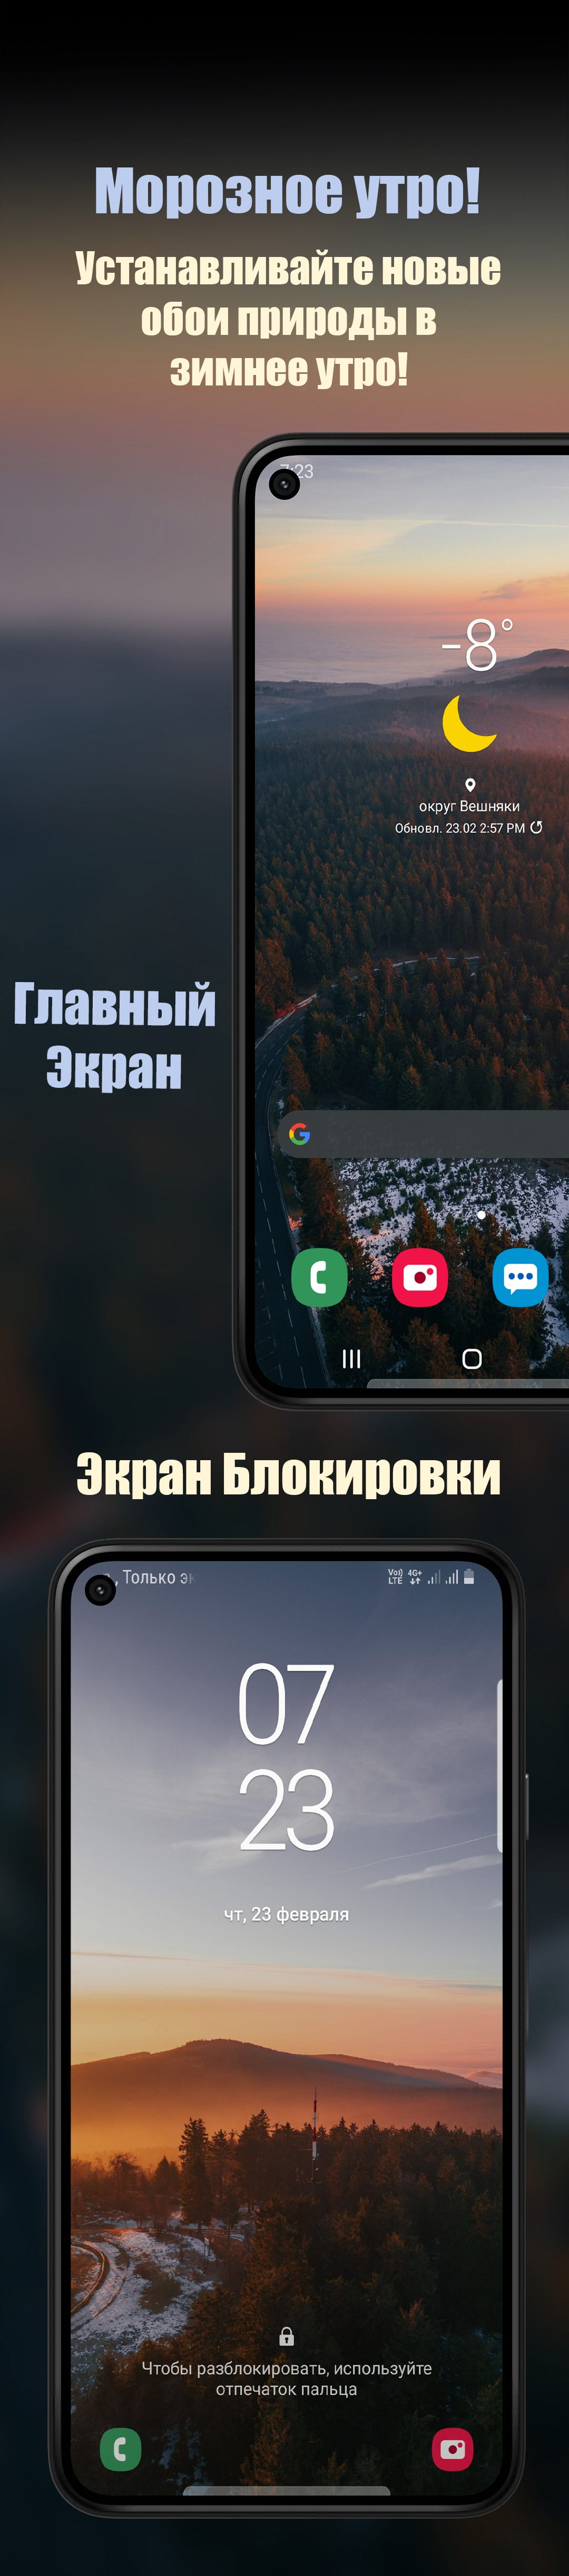 Морозное утро!
Устанавливайте новые
обои природы в
зимнее утро!
7:23
-8°
округ Вешняки
Обновл. 23.02 2:57 PM
Главный
Экран
G
Экран Блокировки
, Только
Vo))
LTE
4G+
07
23
чт, 23 февраля
Чтобы разблокировать, используйте
отпечаток пальца